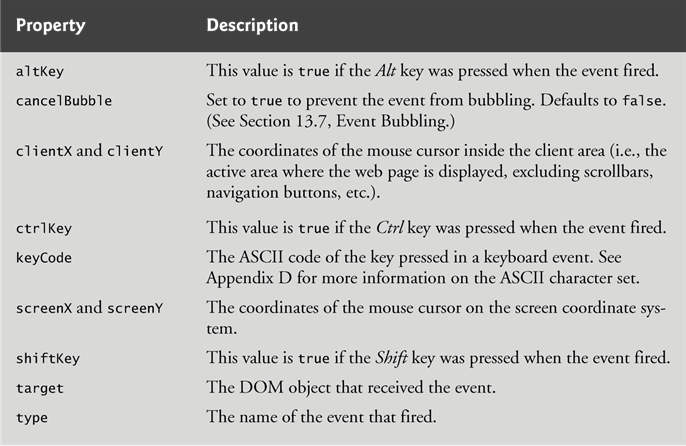 Property Description
altKey This value is true if the Alt key was pressed when the event fired.
cancelBubble Set to true to prevent the event from bubbling. Defaults to false.
(See Section 13.7, Event Bubbling.)
clientX and clientY The coordinates of the mouse cursor inside the client area (i.e., the
active area where the web page is displayed, excluding scrollbars,
navigation buttons, etc.).
ctrlKey This value is true if the Ctrl key was pressed when the event fired.
keyCode The ASCII code of the key pressed in a keyboard event. See
Appendix D for more information on the ASCII character set.
screenX and screenY The coordinates of the mouse cursor on the screen coordinate sys-
tem.
shiftKey This value is true if the Shift key was pressed when the event fired.
target The DOM object that received the event.
type The name of the event that fired.